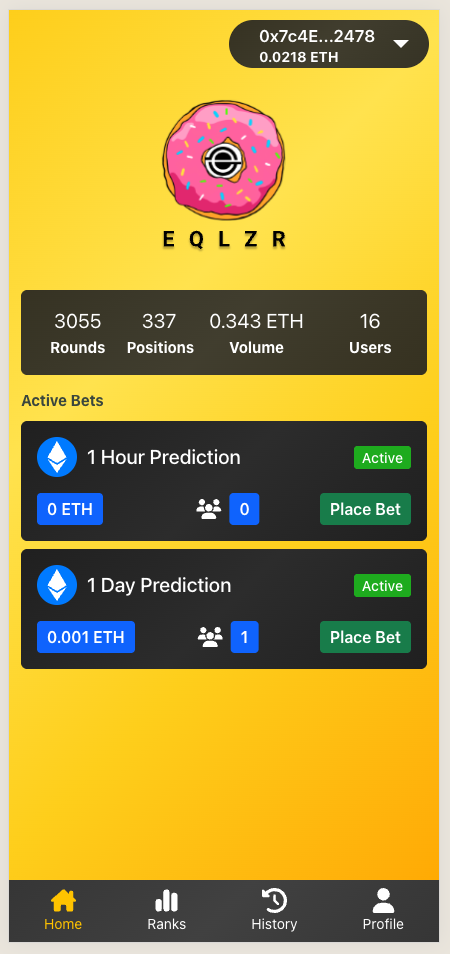 0x7c4E...2478
0.0218 ETH
E Q L Z R
3055 337 0.343 ETH 16
Rounds Positions Volume Users
Active Bets
1 Hour Prediction Active
0 ETH 0 Place Bet
1 Day Prediction Active
0.001 ETH 1 Place Bet
Home Ranks History Profile